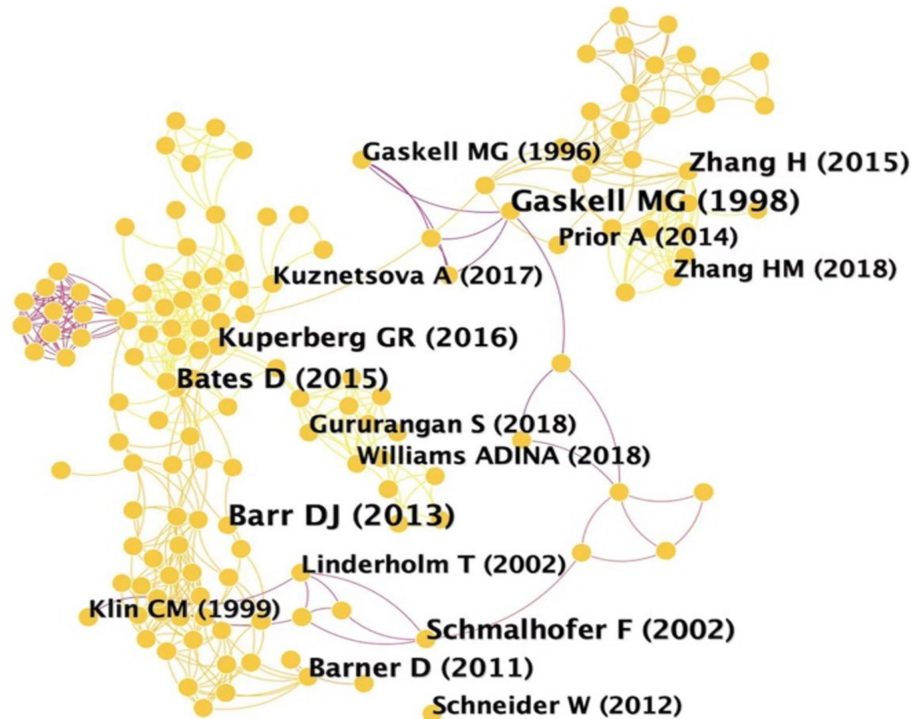 Gaskell MG (1996)
Zhang H (2015)
Gaskell MG (1998)
Prior A (2014)
Zhang HM (2018)
Kuznetsova A (2017)
Kuperberg GR (2016)
Bates D (2015)
Gururangan S (2018)
Williams ADINA (2018)
Barr DJ (2013)
Linderholm T (2002)
Klin CM (1999)
Schmalhofer F (2002)
Barner D (2011)
Schneider W (2012)